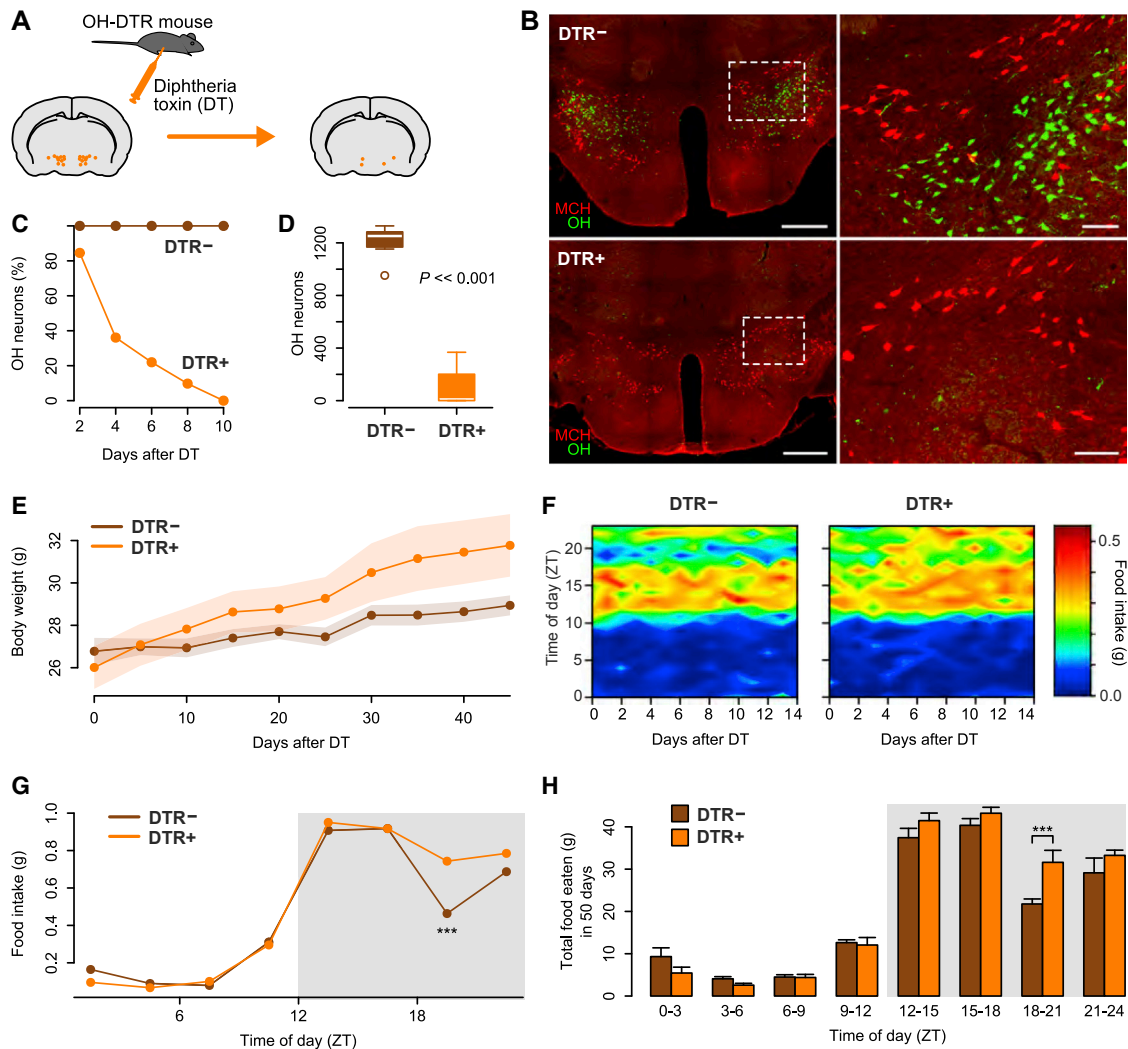 A
OH-DTR mouse
Diphtheria
toxin (DT)
B
DTR−
MCH
OH
DTR+
MCH
OH
C
OH neurons (%)
80
60
40
20
0
DTR−
DTR+
2 4 6 8 10
Days after DT
D
OH neurons
1200
800
400
0
P << 0.001
DTR− DTR+
E
DTR−
DTR+
Body weight (g)
32
30
28
26
0 10 20 30 40
Days after DT
F
DTR− DTR+
Time of day (ZT)
20
15
10
5
0
0 2 4 6 8 10 12 14
0 2 4 6 8 10 12 14
Days after DT Days after DT
0.5
0.0
Food intake (g)
G
DTR−
DTR+
Food intake (g)
1.0
0.8
0.6
0.4
0.2
***
6 12 18
Time of day (ZT)
H
DTR−
DTR+
Total food eaten (g)
in 50 days
40
30
20
10
0
***
0-3 3-6 6-9 9-12 12-15 15-18 18-21 21-24
Time of day (ZT)